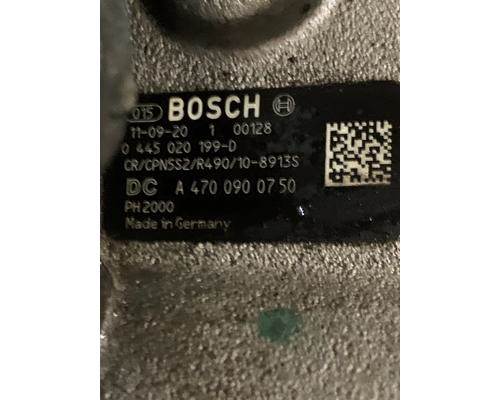 015 BOSCH
11-09-20 1 00128
0 445 020 199-D
CR/CPN5S2/R490/10-8913S
DC A 470 090 07 50
PH2000
Made in Germany